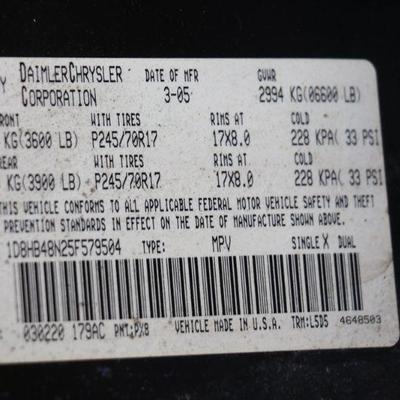 Y DAIMLERCHRYSLER DATE OF MFR GVWR
CORPORATION 3-05 2994 KG(06600 LB)
FRONT WITH TIRES RIMS AT COLD
KG(3600 LB) P245/70R17 17X8.0 228 KPA( 33 PSI
REAR WITH TIRES RIMS AT COLD
KG(3900 LB) P245/70R17 17X8.0 228 KPA( 33 PSI
THIS VEHICLE CONFORMS TO ALL APPLICABLE FEDERAL MOTOR VEHICLE SAFETY AND THEFT
PREVENTION STANDARDS IN EFFECT ON THE DATE OF MANUFACTURE SHOWN ABOVE.
1D8HB48N25F579504 TYPE: MPV SINGLE X DUAL
030220 179AC PNT:PX8 VEHICLE MADE IN U.S.A. TRM:L5D5 4648503